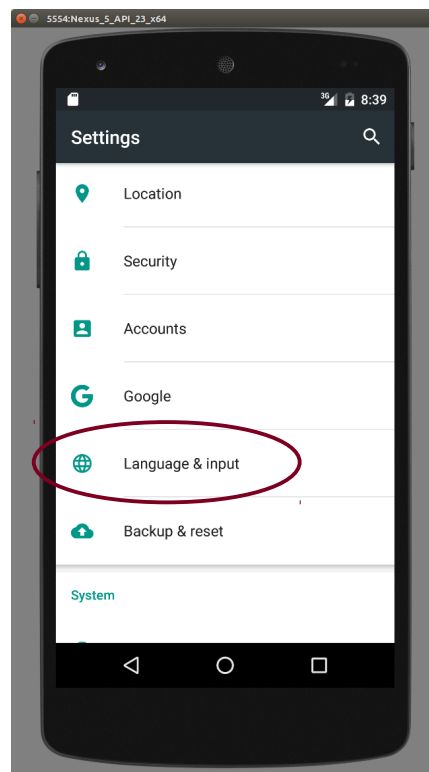 5554:Nexus_5_API_23_x64
3G 8:39
Settings
Location
Security
Accounts
Google
Language & input
Backup & reset
System